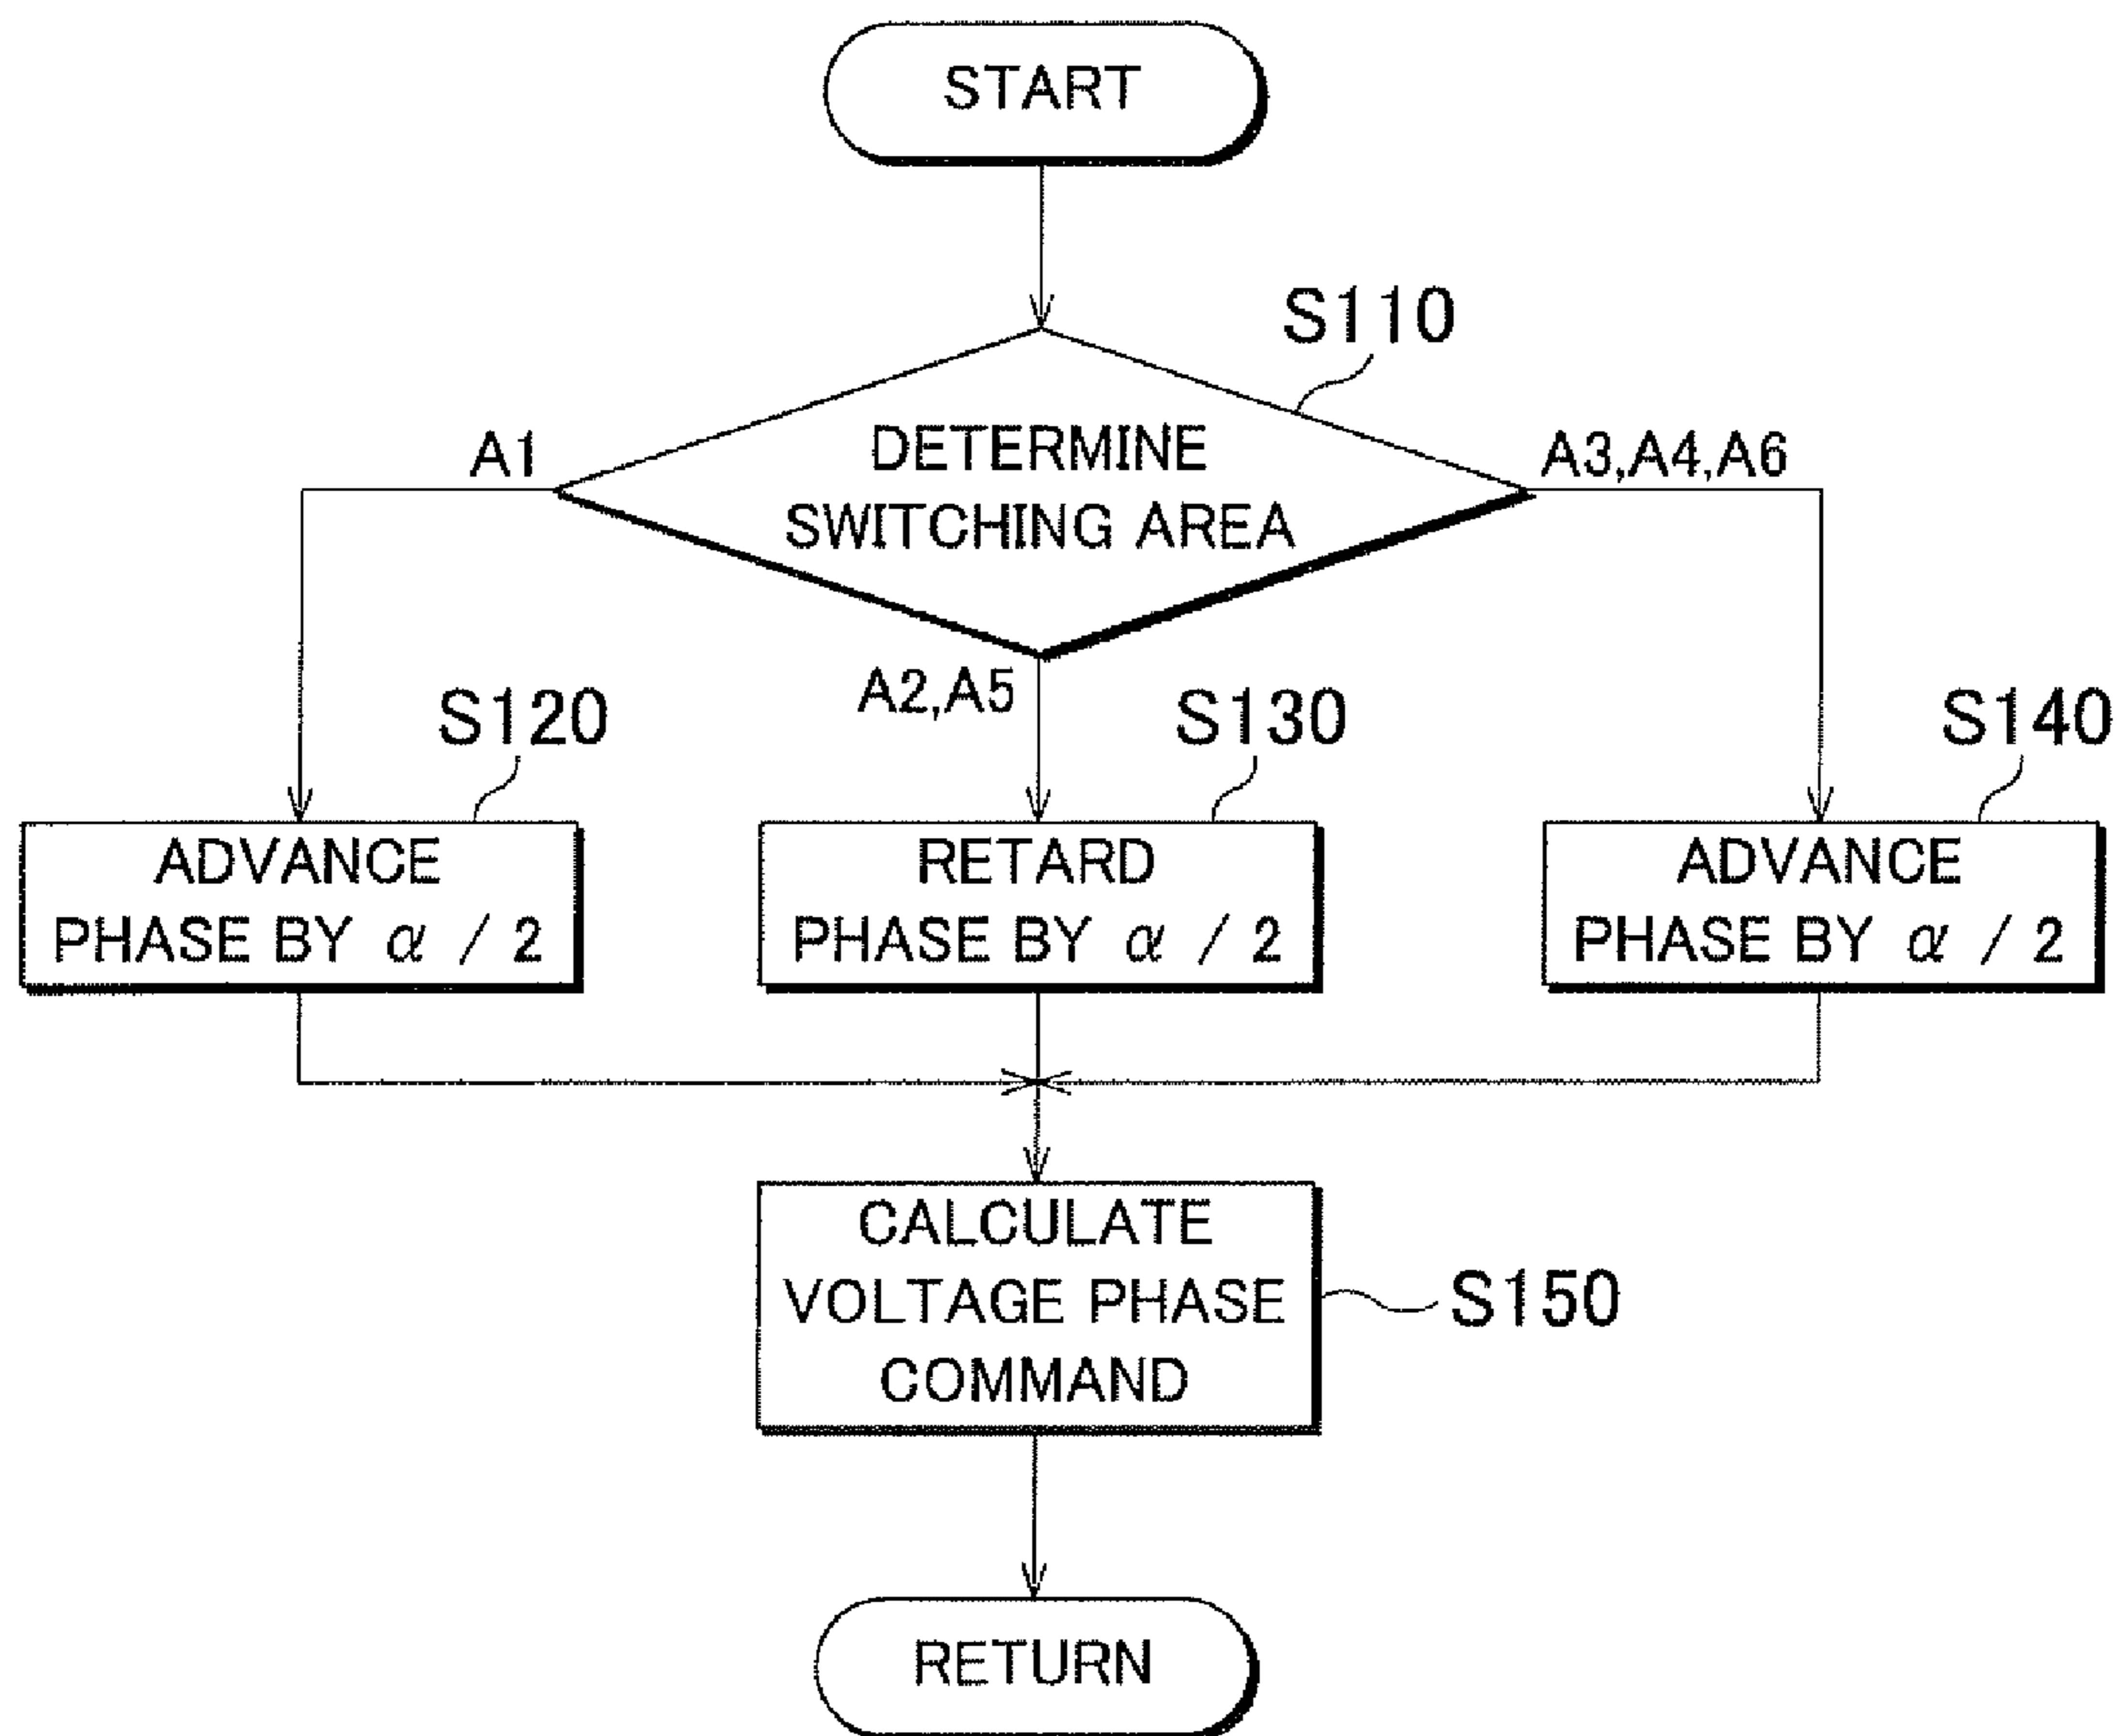 START
S110
DETERMINE
SWITCHING AREA
A1
A3,A4,A6
A2,A5
S120
S130
S140
ADVANCE
PHASE BY α / 2
RETARD
PHASE BY α / 2
ADVANCE
PHASE BY α / 2
CALCULATE
VOLTAGE PHASE
COMMAND
S150
RETURN